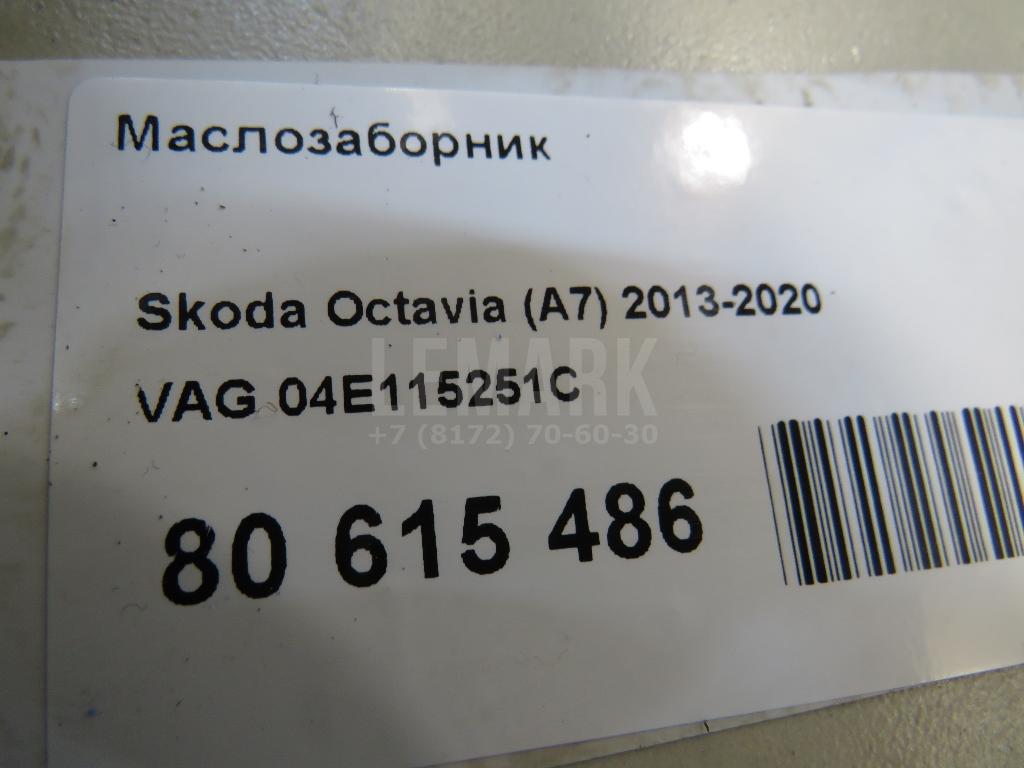 Маслозаборник
Skoda Octavia (A7) 2013-2020
LEMARK
VAG 04E115251C
+7 (8172) 70-60-30
80 615 486